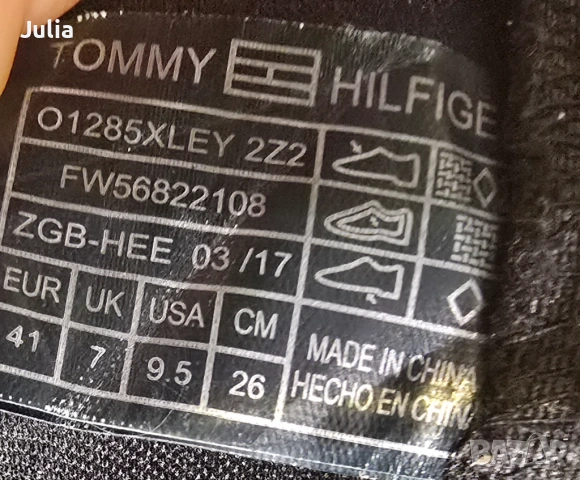 Julia
TOMMY HILFIGE
O1285XLEY 2Z2
FW56822108
ZGB-HEE 03 /17
EUR UK USA CM
41 7 9.5 26
MADE IN CHINA
HECHO EN CHINA